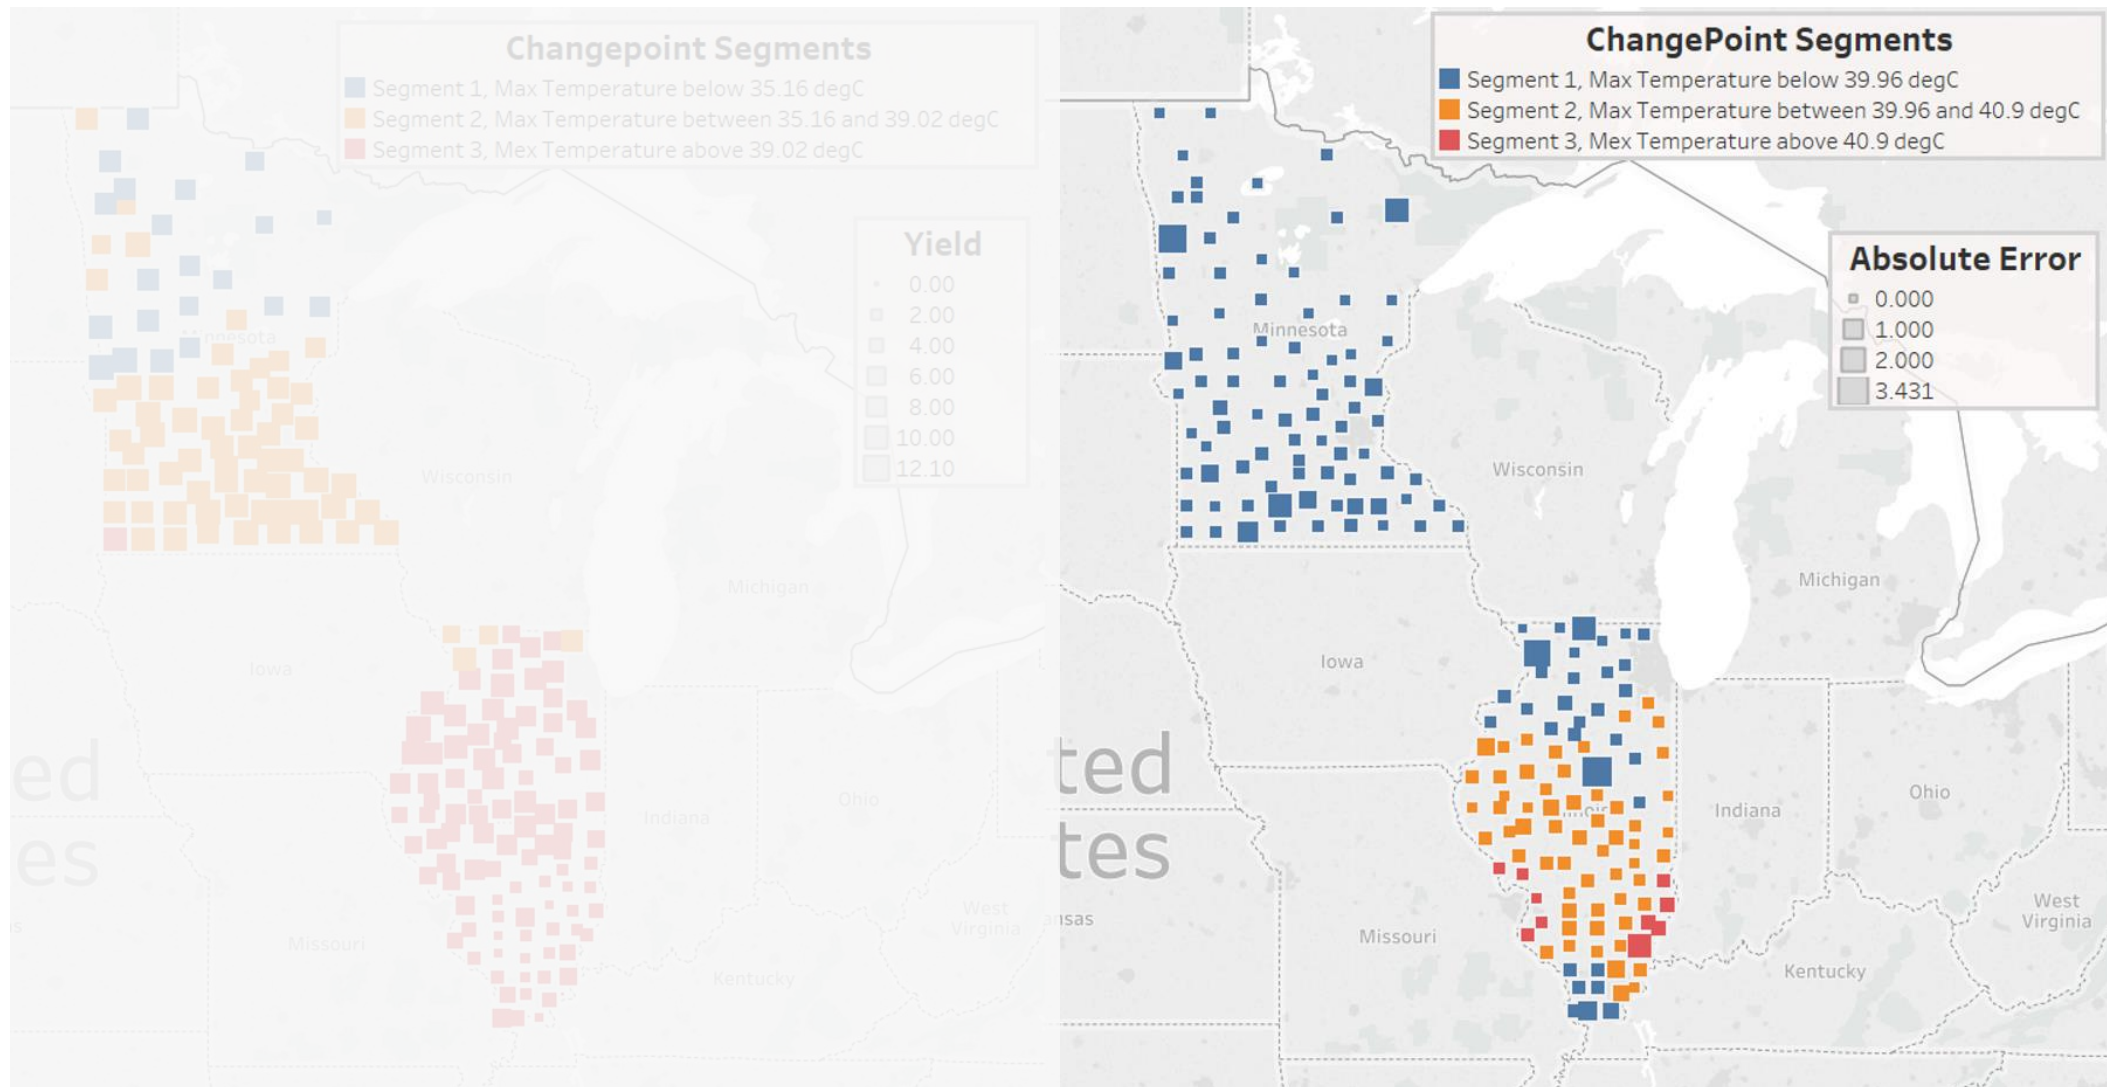 Changepoint Segments
Segment 1, Max Temperature below 35.16 degC
Segment 2, Max Temperature between 35.16 and 39.02 degC
Segment 3, Mex Temperature above 39.02 degC
Yield
0.00
2.00
4.00
6.00
8.00
10.00
12.10
Wisconsin
Michigan
Iowa
ed
es
Indiana
Ohio
Missouri
West
Virginia
Kentucky
ChangePoint Segments
Segment 1, Max Temperature below 39.96 degC
Segment 2, Max Temperature between 39.96 and 40.9 degC
Segment 3, Mex Temperature above 40.9 degC
Absolute Error
0.000
1.000
2.000
3.431
Minnesota
Wisconsin
Michigan
Iowa
ted
tes
Indiana
Ohio
ansas
Missouri
West
Virginia
Kentucky